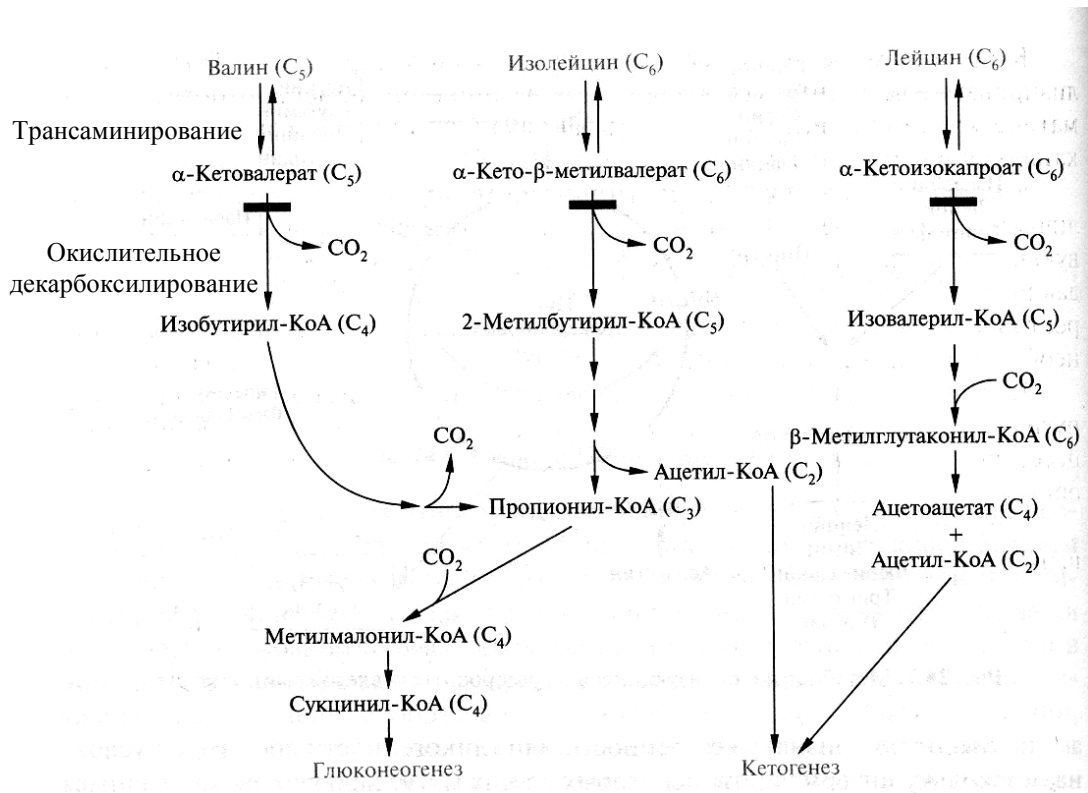 Валин (C₅)
Изолейцин (C₆)
Лейцин (C₆)
Трансаминирование
α-Кетовалерат (C₅)
α-Кето-β-метилвалерат (C₆)
α-Кетоизокапроат (C₆)
CO₂
CO₂
CO₂
Окислительное
декарбоксилирование
Изобутирил-КоА (C₄)
2-Метилбутирил-КоА (C₅)
Изовалерил-КоА (C₅)
CO₂
CO₂
β-Метилглутаконил-КоА (C₆)
Ацетил-КоА (C₂)
Пропионил-КоА (C₃)
Ацетоацетат (C₄)
+
CO₂
Ацетил-КоА (C₂)
Метилмалонил-КоА (C₄)
Сукцинил-КоА (C₄)
Глюконеогенез
Кетогенез